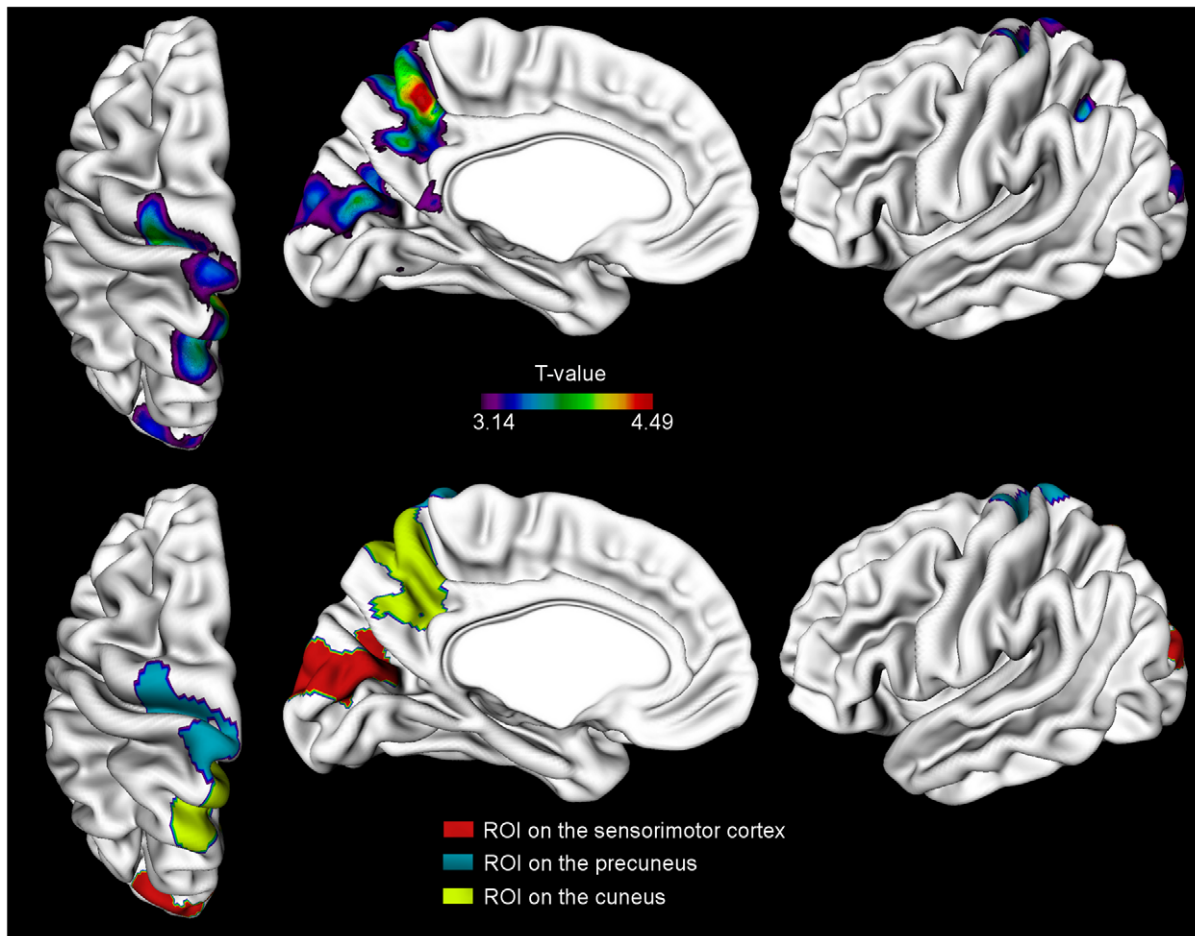 T-value
3.14 4.49
ROI on the sensorimotor cortex
ROI on the precuneus
ROI on the cuneus